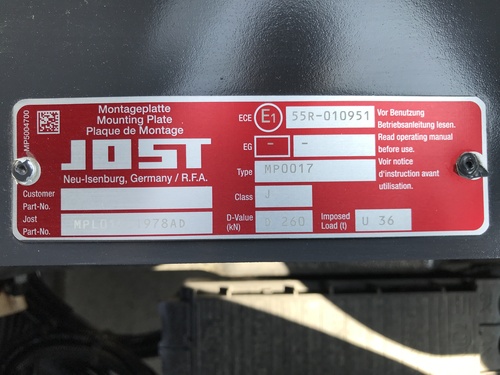 MP5004700
Montageplatte
Mounting Plate
Plaque de Montage
JOST
Neu-Isenburg, Germany / R.F.A.
Customer
Part-No.
Jost
Part-No.
ECE E1 55R-010951
EG - -
Type MP0017
Class J
D-Value (kN) D 260
Imposed Load (t) U 36
Vor Benutzung
Betriebsanleitung lesen.
Read operating manual
before use.
Voir notice
d'instruction avant
utilisation.